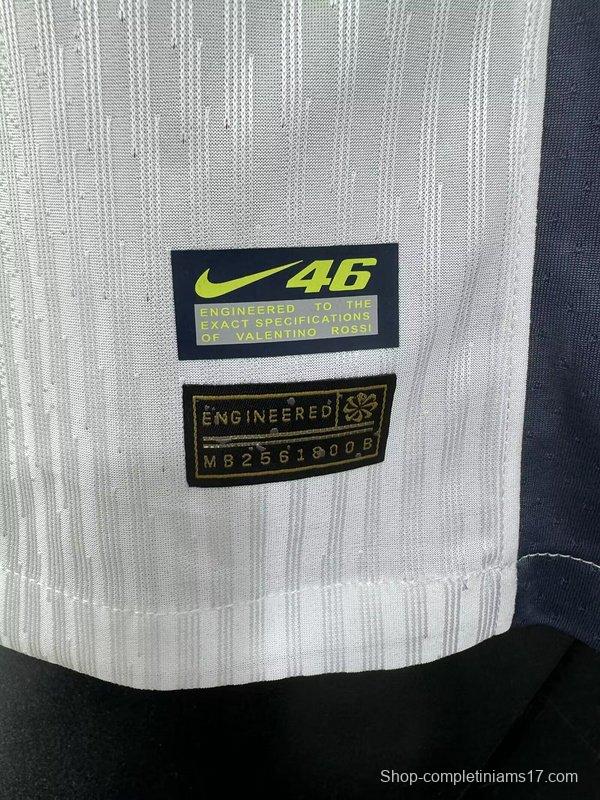 46
ENGINEERED TO THE
EXACT SPECIFICATIONS
OF VALENTINO ROSSI
ENGINEERED
MB2561800B
Shop-completiniams17.com